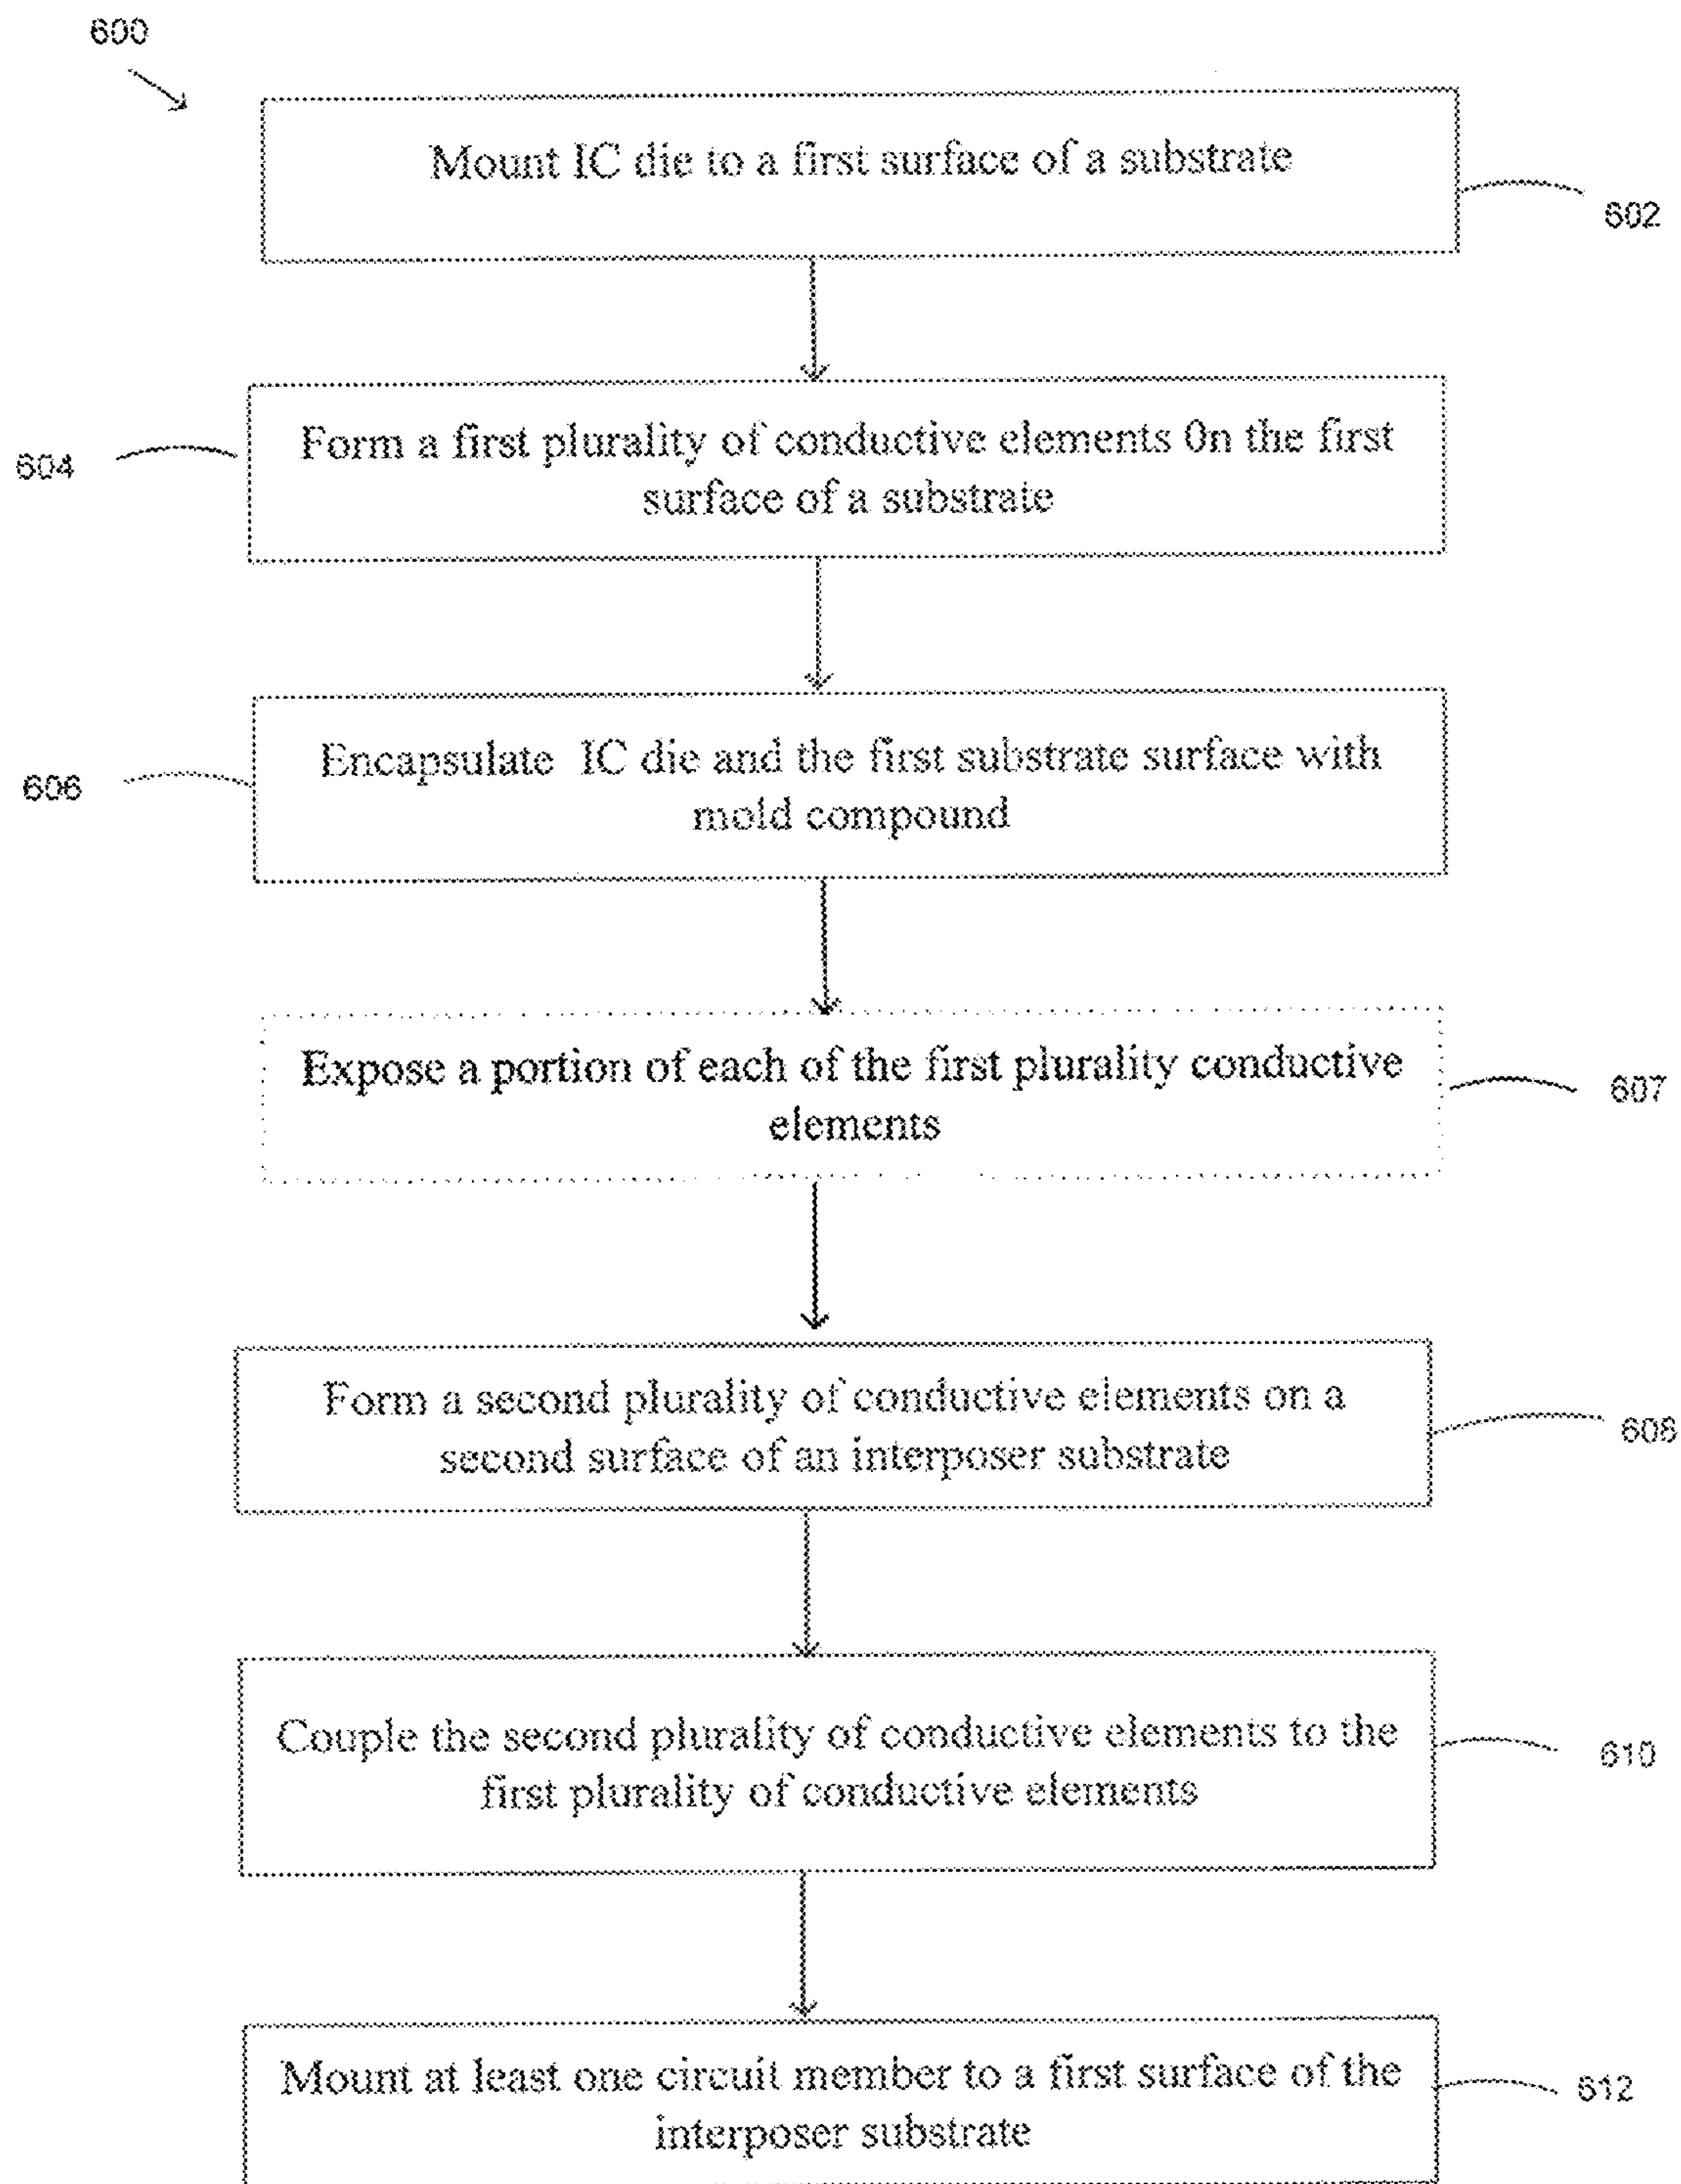 600
Mount IC die to a first surface of a substrate
602
Form a first plurality of conductive elements 0n the first
surface of a substrate
604
Encapsulate IC die and the first substrate surface with
mold compound
606
Expose a portion of each of the first plurality conductive
elements
607
Form a second plurality of conductive elements on a
second surface of an interposer substrate
608
Couple the second plurality of conductive elements to the
first plurality of conductive elements
610
Mount at least one circuit member to a first surface of the
interposer substrate
612